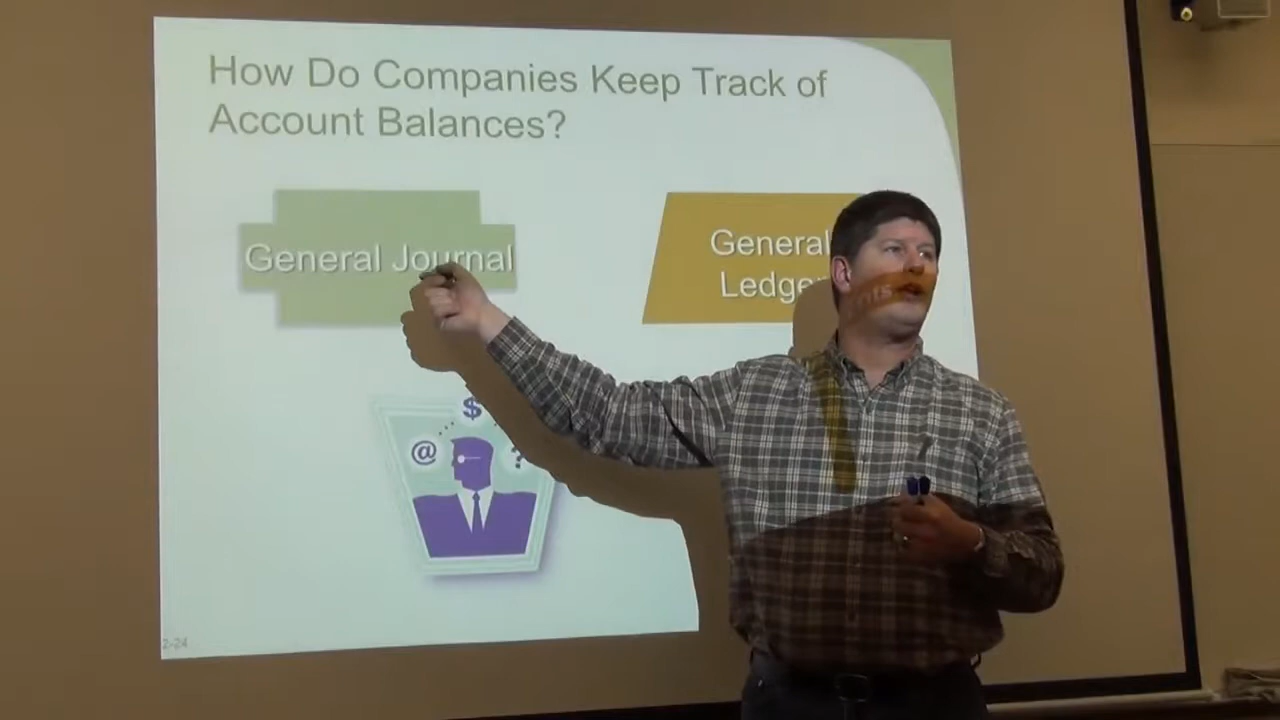 How Do Companies Keep Track of
Account Balances?
General Journal
General
Ledger
$
@
?
2-24